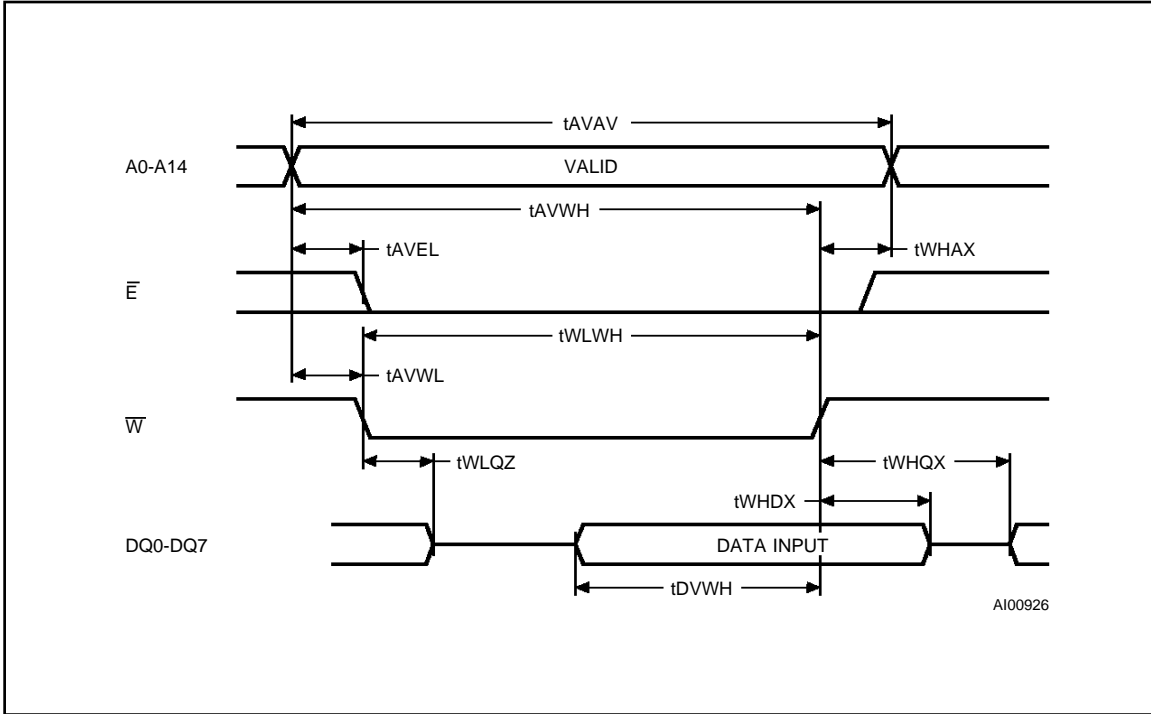 tAVAV
A0-A14
VALID
tAVWH
tAVEL
tWHAX
E̅
tWLWH
tAVWL
W̅
tWLQZ
tWHQX
tWHDX
DQ0-DQ7
DATA INPUT
tDVWH
AI00926